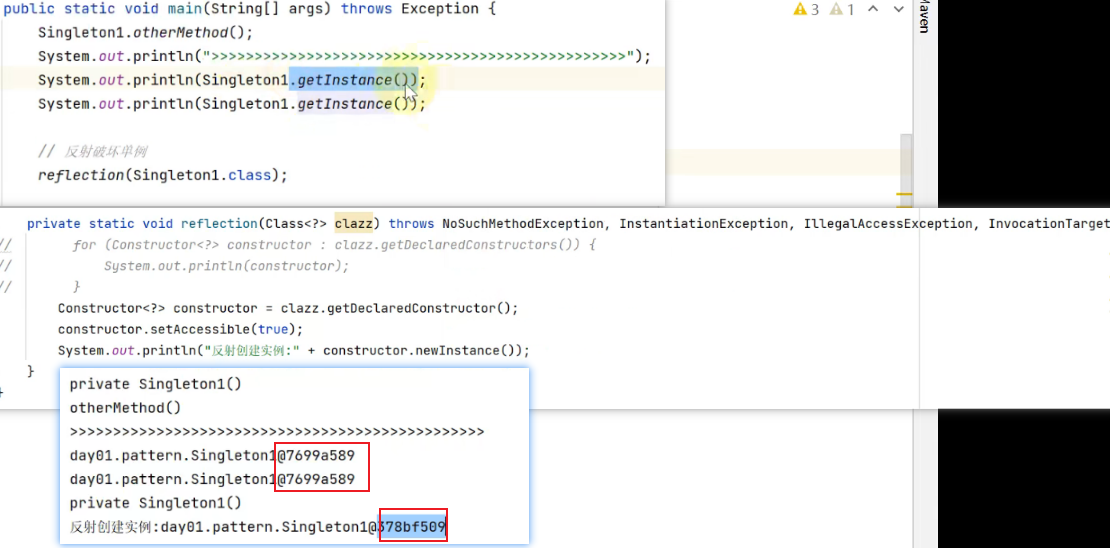 public static void main(String[] args) throws Exception {
3
1
Maven
Singleton1.otherMethod();
System.out.println(">>>>>>>>>>>>>>>>>>>>>>>>>>>>>>>>>>>>>>>>>>>>>>>>");
System.out.println(Singleton1.getInstance());
System.out.println(Singleton1.getInstance());
// 反射破坏单例
reflection(Singleton1.class);
private static void reflection(Class<?> clazz) throws NoSuchMethodException, InstantiationException, IllegalAccessException, InvocationTarget
// for (Constructor<?> constructor : clazz.getDeclaredConstructors()) {
// System.out.println(constructor);
// }
Constructor<?> constructor = clazz.getDeclaredConstructor();
constructor.setAccessible(true);
System.out.println("反射创建实例:" + constructor.newInstance());
}
private Singleton1()
otherMethod()
>>>>>>>>>>>>>>>>>>>>>>>>>>>>>>>>>>>>>>>>>>>>>>>>
day01.pattern.Singleton1@7699a589
day01.pattern.Singleton1@7699a589
private Singleton1()
反射创建实例:day01.pattern.Singleton1@378bf509